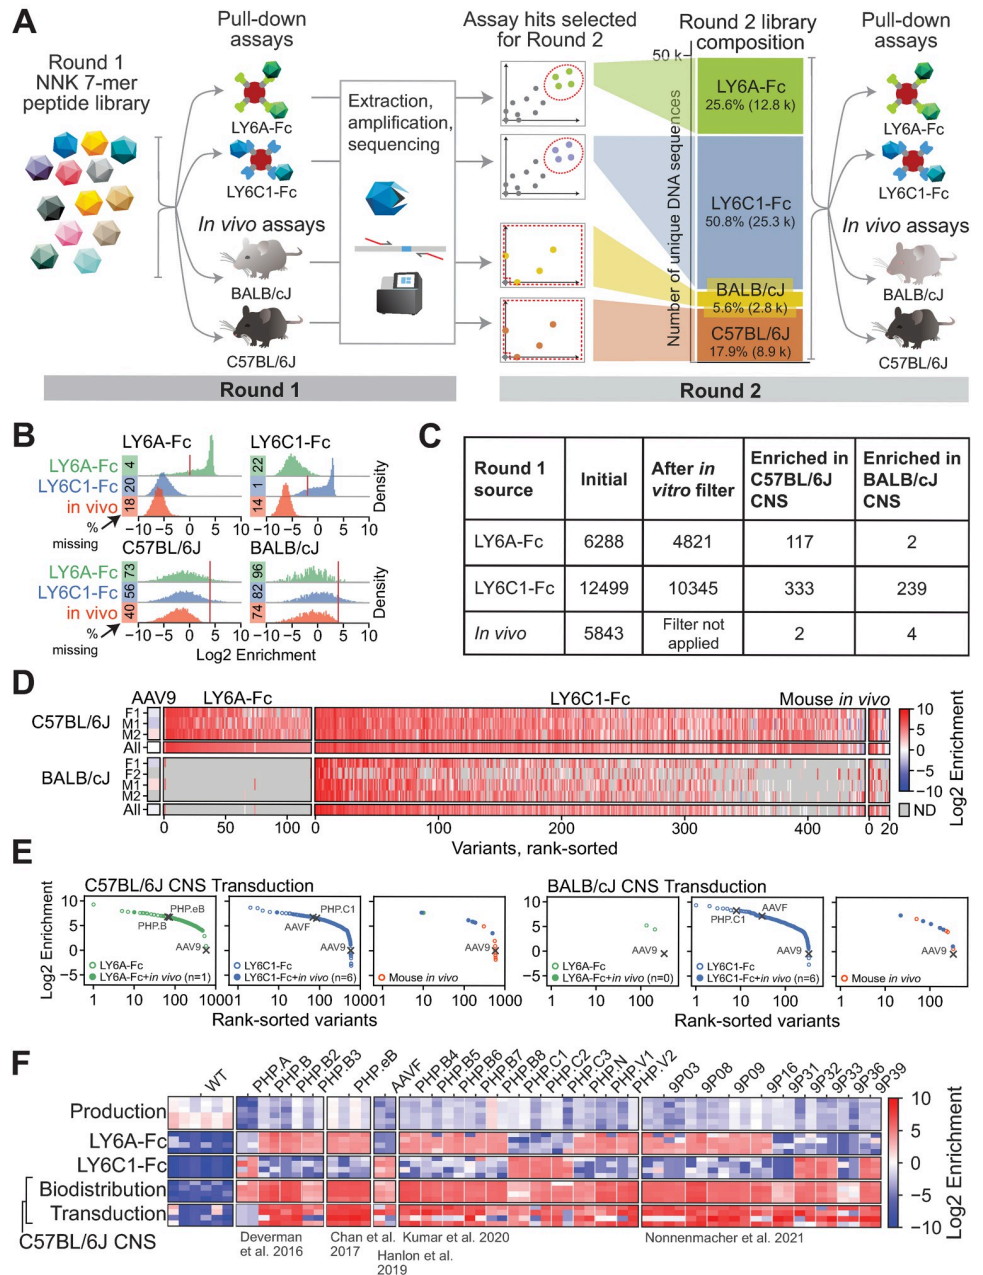 A
Round 1
NNK 7-mer
peptide library
Pull-down
assays
LY6A-Fc
LY6C1-Fc
In vivo assays
BALB/cJ
C57BL/6J
Extraction,
amplification,
sequencing
Assay hits selected
for Round 2
50 k
Number of unique DNA sequences
Round 2 library
composition
LY6A-Fc
25.6% (12.8 k)
LY6C1-Fc
50.8% (25.3 k)
BALB/cJ
5.6% (2.8 k)
C57BL/6J
17.9% (8.9 k)
Pull-down
assays
LY6A-Fc
LY6C1-Fc
In vivo assays
BALB/cJ
C57BL/6J
Round 1
Round 2
B
LY6A-Fc LY6C1-Fc
LY6A-Fc 4 22
LY6C1-Fc 20 1
in vivo 18 14
Density
% missing
−10 −5 0 5 10 −10 −5 0 5 10
C57BL/6J BALB/cJ
LY6A-Fc 73 96
LY6C1-Fc 56 82
in vivo 40 74
Density
% missing
−10 −5 0 5 10 −10 −5 0 5 10
Log2 Enrichment
C
Round 1 source Initial After in vitro filter Enriched in C57BL/6J CNS Enriched in BALB/cJ CNS
LY6A-Fc 6288 4821 117 2
LY6C1-Fc 12499 10345 333 239
In vivo 5843 Filter not applied 2 4
D
AAV9 LY6A-Fc LY6C1-Fc Mouse in vivo
C57BL/6J
F1
M1
M2
All
BALB/cJ
F1
F2
M1
M2
All
0 50 100 0 100 200 300 400 0 20
Variants, rank-sorted
10
5
0
−5
−10
ND
Log2 Enrichment
E
C57BL/6J CNS Transduction
Log2 Enrichment
10
5
0
−5
PHP.eB
PHP.B
AAV9
LY6A-Fc
LY6A-Fc+in vivo (n=1)
1 10 100 1000
PHP.C1
AAVF
AAV9
LY6C1-Fc
LY6C1-Fc+in vivo (n=6)
1 10 100 1000
AAV9
Mouse in vivo
1 10 100 1000
Rank-sorted variants
BALB/cJ CNS Transduction
10
5
0
−5
AAV9
LY6A-Fc
LY6A-Fc+in vivo (n=0)
1 10 100
AAVF
PHP.C1
AAV9
LY6C1-Fc
LY6C1-Fc+in vivo (n=6)
1 10 100
AAV9
Mouse in vivo
1 10 100
Rank-sorted variants
F
WT PHP.A PHP.B PHP.B2 PHP.B3 PHP.eB AAVF PHP.B4 PHP.B5 PHP.B6 PHP.B7 PHP.B8 PHP.C1 PHP.C2 PHP.C3 PHP.N PHP.V1 PHP.V2 9P03 9P08 9P09 9P16 9P31 9P32 9P33 9P36 9P39
Production
LY6A-Fc
LY6C1-Fc
Biodistribution
Transduction
C57BL/6J CNS
Deverman
et al. 2016
Chan et al.
2017
Hanlon et al.
2019
Kumar et al. 2020
Nonnenmacher et al. 2021
10
5
0
−5
−10
Log2 Enrichment